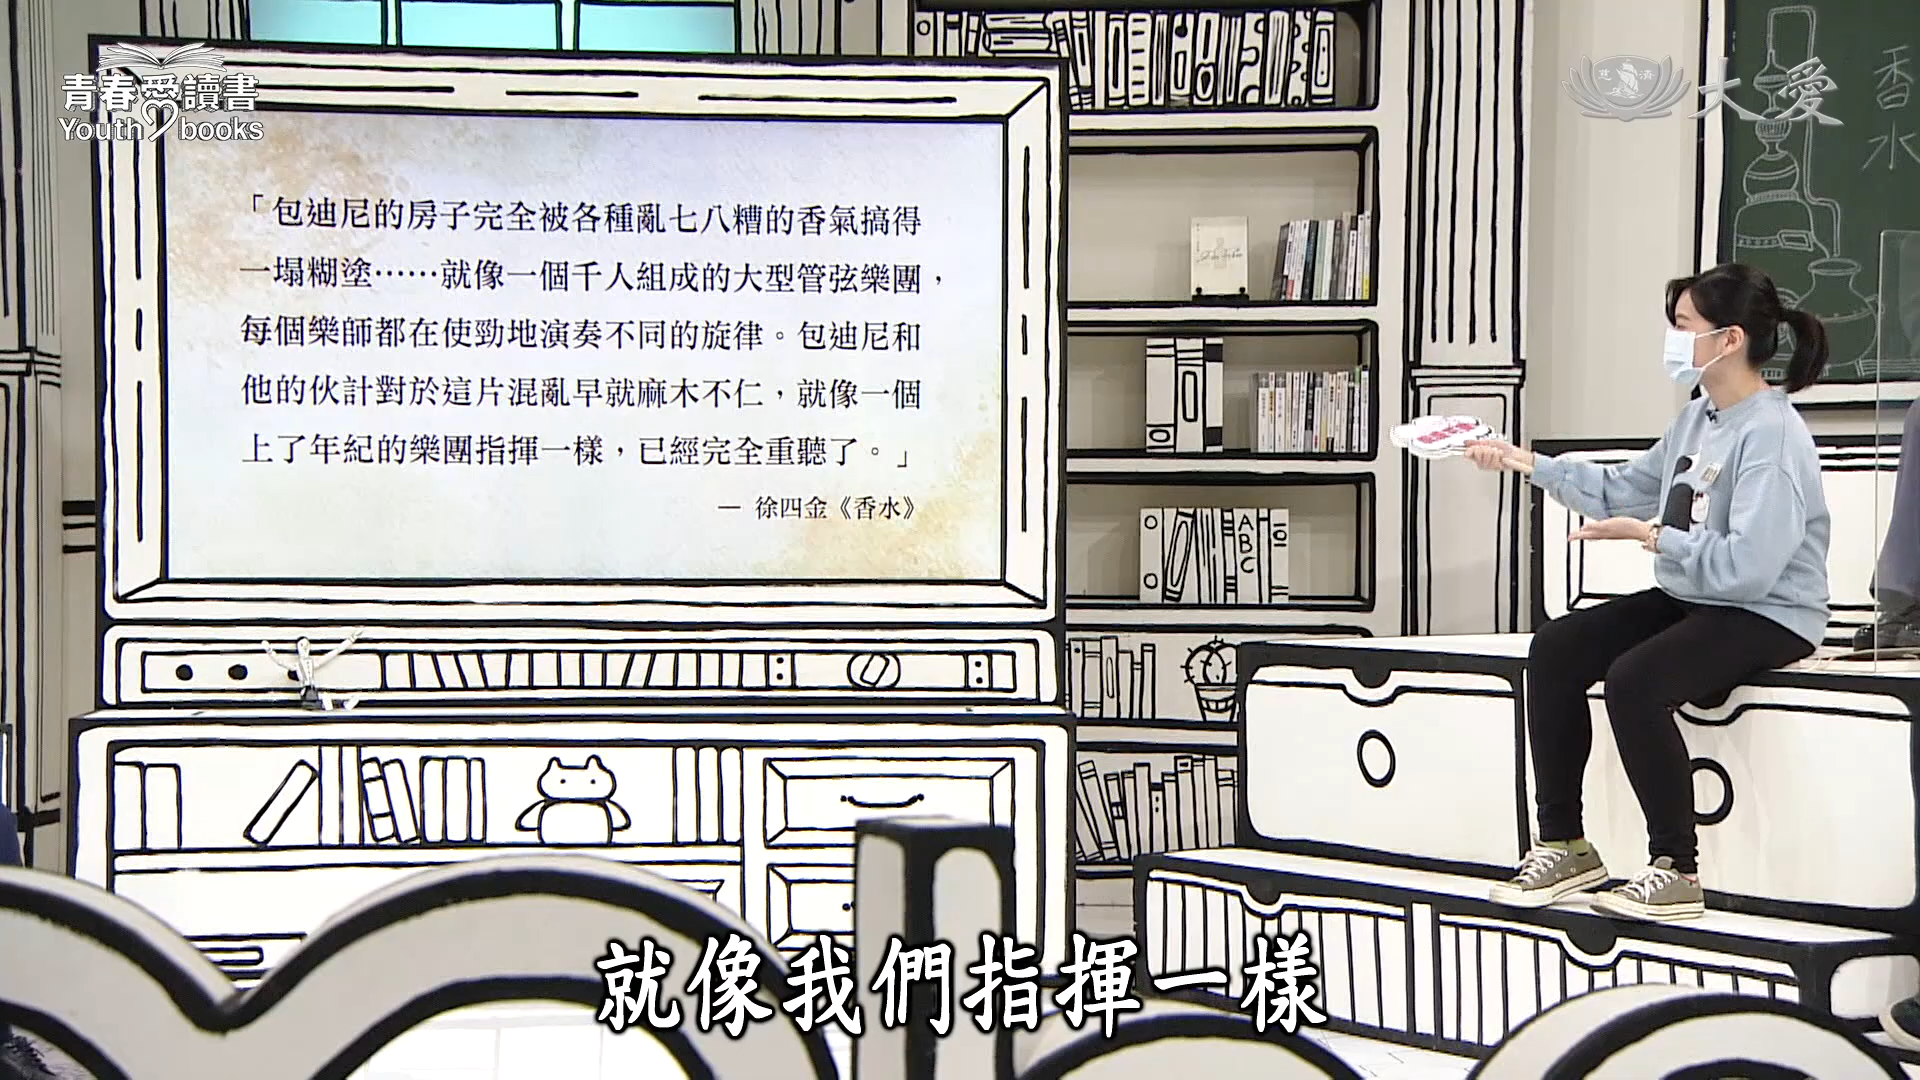 青春愛讀書
Youth books
大愛
慈濟
香水
「包迪尼的房子完全被各種亂七八糟的香氣搞得
一塌糊塗⋯⋯就像一個千人組成的大型管弦樂團，
每個樂師都在使勁地演奏不同的旋律。包迪尼和
他的伙計對於這片混亂早就麻木不仁，就像一個
上了年紀的樂團指揮一樣，已經完全重聽了。」
— 徐四金《香水》
ABC
就像我們指揮一樣